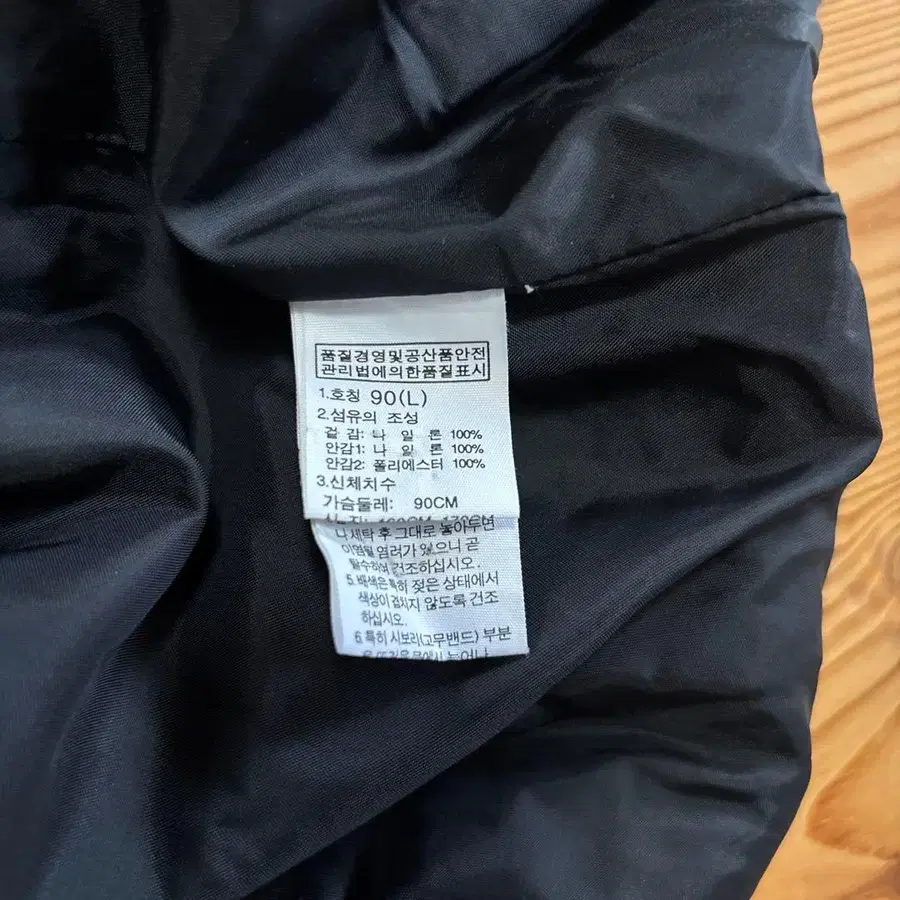 품질경영및공산품안전
관리법에의한품질표시
1.호칭 90(L)
2.섬유의 조성
겉 감: 나 일 론 100%
안감1: 나 일 론 100%
안감2: 폴리에스터 100%
3.신체치수
가슴둘레: 90CM
세탁 후 그대로 놓아두면
이염될 염려가 있으니 곧
탈수하여 건조하십시오.
5.배색은 특히 젖은 상태에서
색상이 겹치지 않도록 건조
하십시오.
6.특히 시보리(고무밴드) 부분